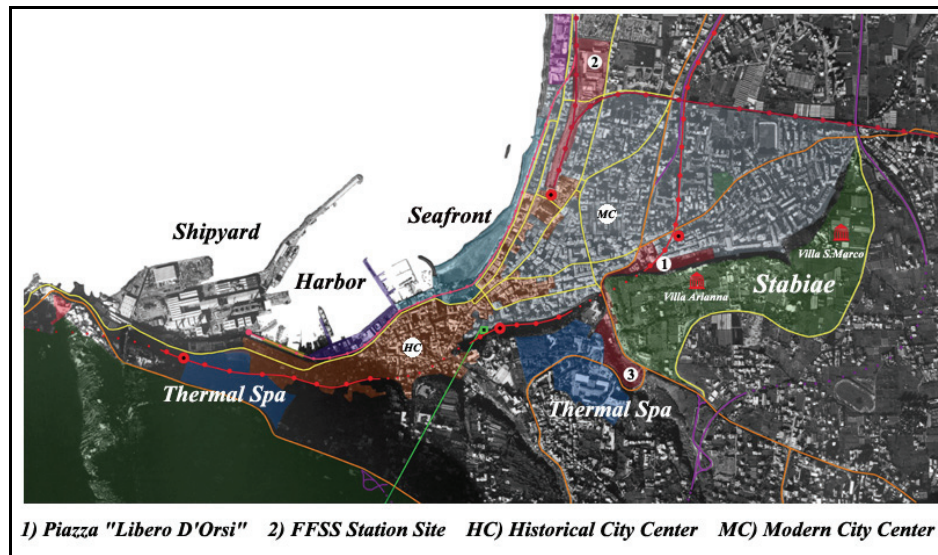 2
Seafront
MC
Shipyard
Villa S.Marco
1
Harbor
Villa Arianna
Stabiae
HC
Thermal Spa
3
Thermal Spa
1) Piazza "Libero D'Orsi" 2) FFSS Station Site HC) Historical City Center MC) Modern City Center